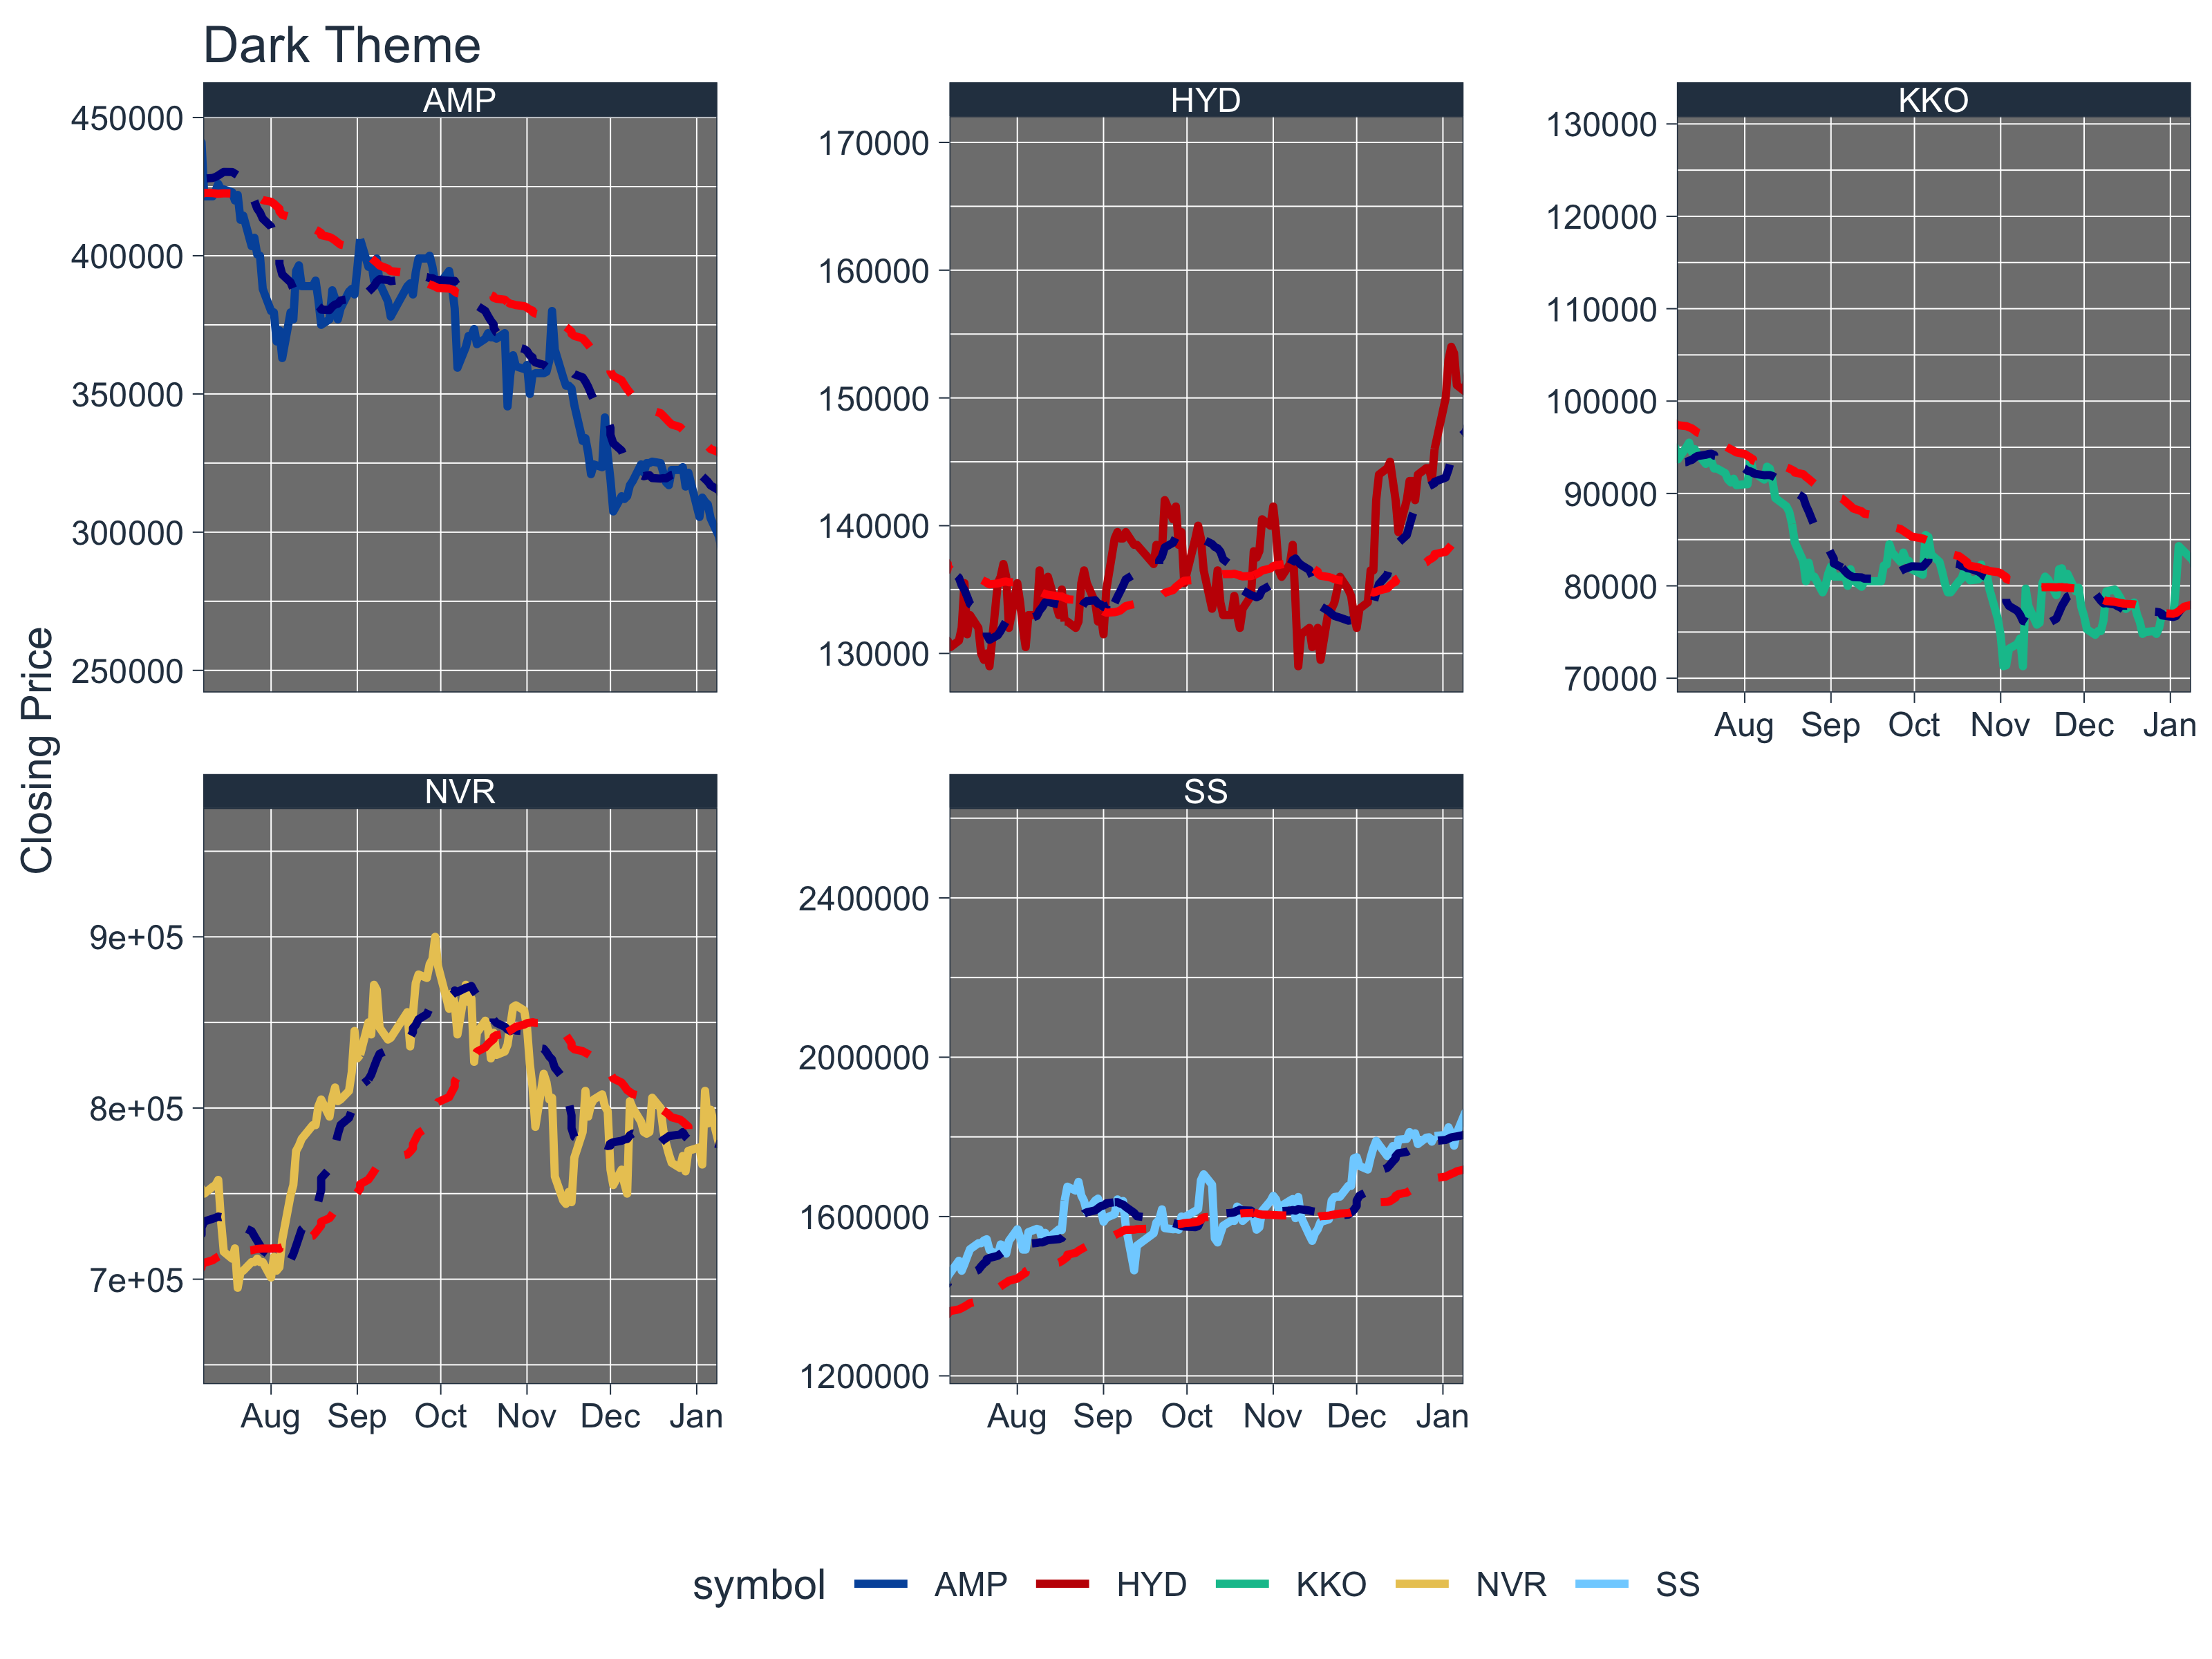 Dark Theme
AMP
HYD
KKO
450000
400000
350000
300000
250000
170000
160000
150000
140000
130000
130000
120000
110000
100000
90000
80000
70000
Aug Sep Oct Nov Dec Jan
Closing Price
NVR
SS
9e+05
8e+05
7e+05
2400000
2000000
1600000
1200000
Aug Sep Oct Nov Dec Jan
Aug Sep Oct Nov Dec Jan
symbol AMP HYD KKO NVR SS